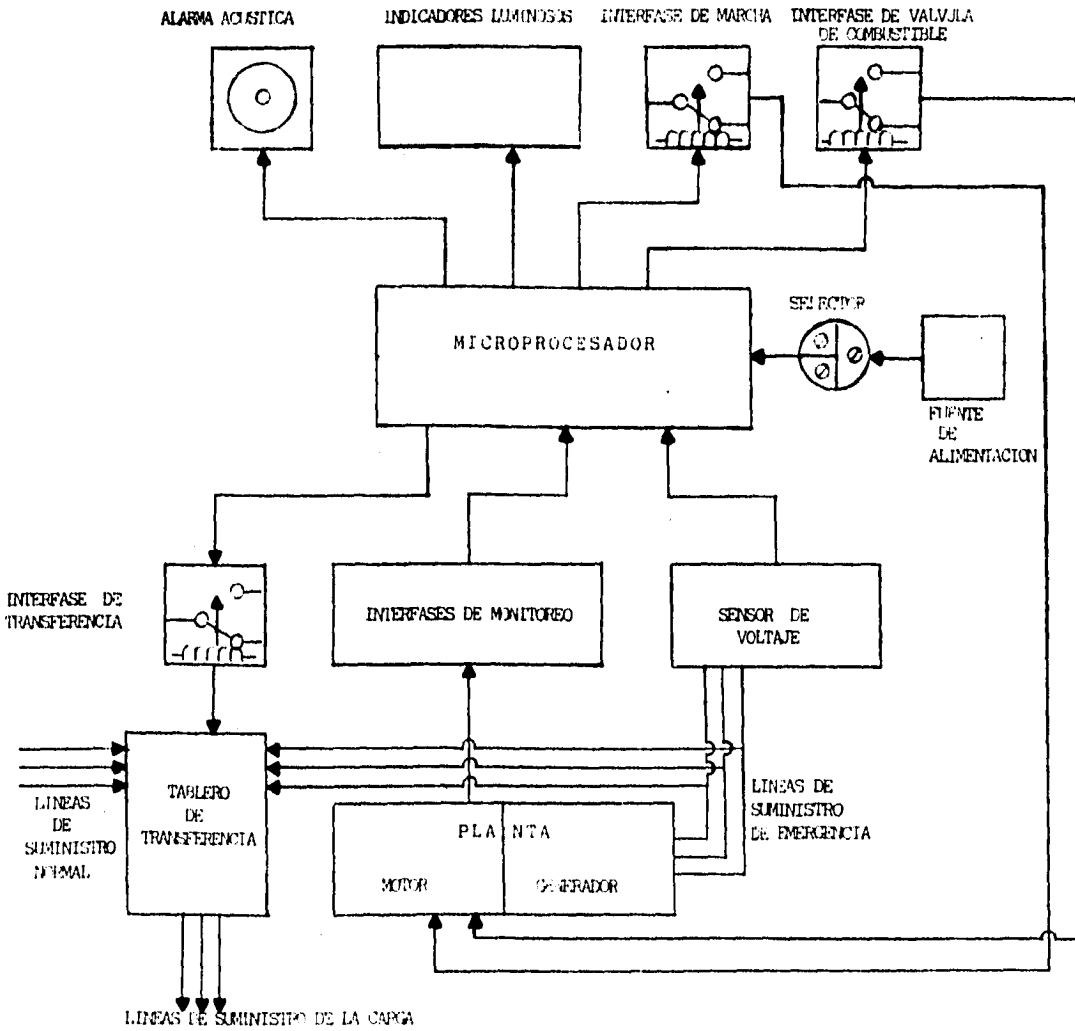 ALARMA ACUSTICA
INDICADORES LUMINOSOS
INTERFASE DE MARCHA
INTERFASE DE VALVULA
DE COMBUSTIBLE
MICROPROCESADOR
SELECTOR
FUENTE
DE
ALIMENTACION
INTERFASE DE
TRANSFERENCIA
INTERFASES DE MONITOREO
SENSOR DE
VOLTAJE
LINEAS
DE
SUMINISTRO
NORMAL
TABLERO
DE
TRANSFERENCIA
LINEAS DE
SUMINISTRO
DE EMERGENCIA
PLANTA
MOTOR
GENERADOR
LINEAS DE SUMINISTRO DE LA CARGA